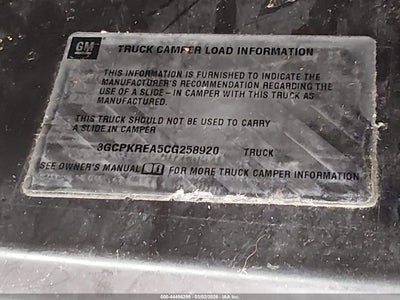 GM TRUCK CAMPER LOAD INFORMATION
THIS INFORMATION IS FURNISHED TO INDICATE THE
MANUFACTURER'S RECOMMENDATION REGARDING THE
USE OF A SLIDE-IN CAMPER WITH THIS TRUCK AS
MANUFACTURED.
THIS TRUCK SHOULD NOT BE USED TO CARRY
A SLIDE IN CAMPER
3GCPKREA5CG258920 TRUCK
SEE OWNER'S MANUAL FOR MORE TRUCK CAMPER INFORMATION